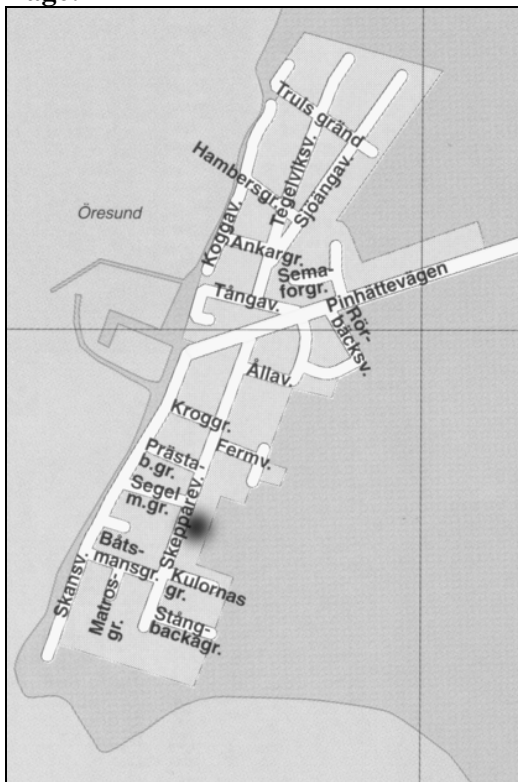 Truls gränd
Hambersgr.
Tegelviksv.
Sjöängav.
Öresund
Koggav.
Ankargr.
Sema-
forgr.
Pinhättevägen
Tångav.
Rör-
bäcksv.
Ållav.
Kroggr.
Fermv.
Prästa-
b.gr.
Segel
m.gr.
Skepparev.
Båts-
mansgr.
Skansv.
Matros-
gr.
Kulornas
gr.
Stång-
backagr.